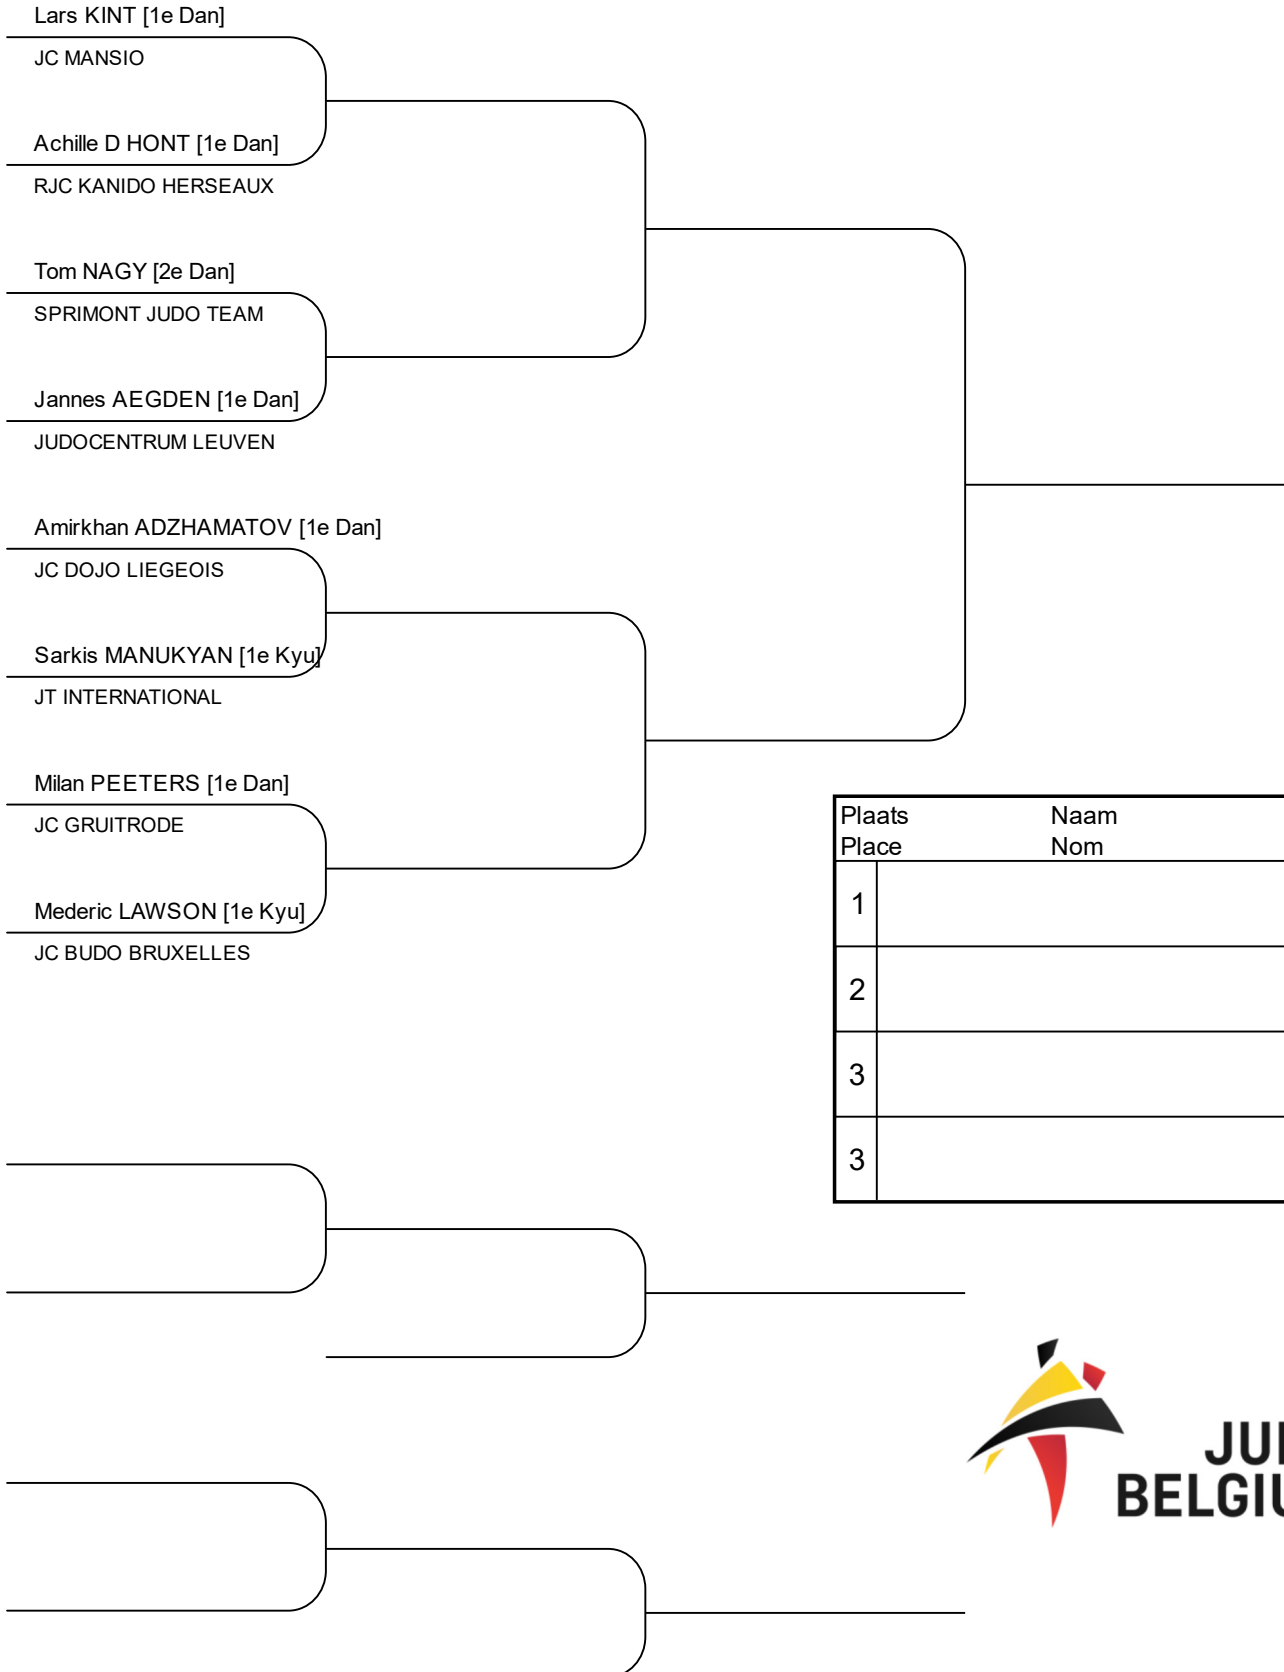 Lars KINT [1e Dan]
JC MANSIO
Achille D HONT [1e Dan]
RJC KANIDO HERSEAUX
Tom NAGY [2e Dan]
SPRIMONT JUDO TEAM
Jannes AEGDEN [1e Dan]
JUDOCENTRUM LEUVEN
Amirkhan ADZHAMATOV [1e Dan]
JC DOJO LIEGEOIS
Sarkis MANUKYAN [1e Kyu]
JT INTERNATIONAL
Milan PEETERS [1e Dan]
JC GRUITRODE
Mederic LAWSON [1e Kyu]
JC BUDO BRUXELLES
Plaats Naam
Place Nom
1
2
3
3